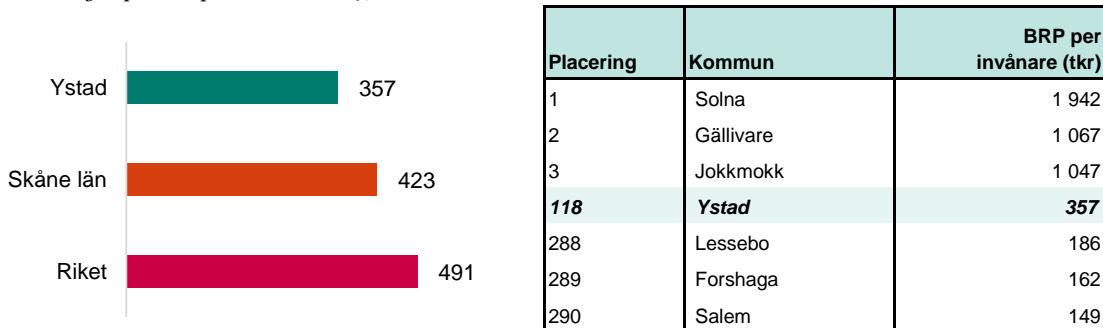 Ystad 357
Skåne län 423
Riket 491
Placering Kommun BRP per invånare (tkr)
1 Solna 1 942
2 Gällivare 1 067
3 Jokkmokk 1 047
118 Ystad 357
288 Lessebo 186
289 Forshaga 162
290 Salem 149